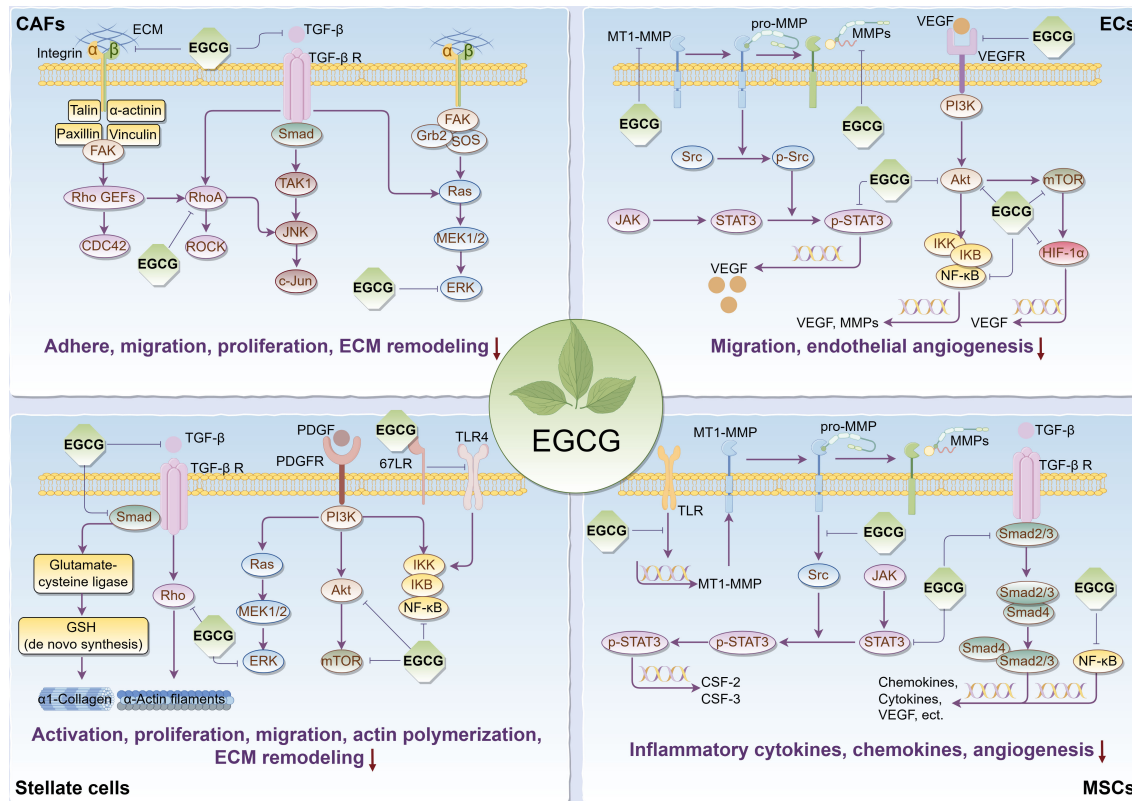 CAFs
ECM
Integrin
α
β
EGCG
TGF-β
TGF-β R
α
β
Talin
α-actinin
Paxillin
Vinculin
FAK
Smad
FAK
Grb2
SOS
Rho GEFs
RhoA
TAK1
Ras
CDC42
ROCK
JNK
MEK1/2
EGCG
c-Jun
EGCG
ERK
Adhere, migration, proliferation, ECM remodeling
ECs
MT1-MMP
pro-MMP
MMPs
VEGF
VEGFR
EGCG
EGCG
EGCG
PI3K
Src
p-Src
EGCG
Akt
mTOR
JAK
STAT3
p-STAT3
EGCG
IKK
IKB
NF-κB
HIF-1α
VEGF
VEGF, MMPs
VEGF
Migration, endothelial angiogenesis
EGCG
EGCG
TGF-β
TGF-β R
PDGF
PDGFR
EGCG
67LR
TLR4
Smad
PI3K
Glutamate-
cysteine ligase
Rho
Ras
Akt
IKK
IKB
NF-κB
GSH
(de novo synthesis)
MEK1/2
EGCG
ERK
mTOR
EGCG
α1-Collagen
α-Actin filaments
Activation, proliferation, migration, actin polymerization,
ECM remodeling
Stellate cells
MT1-MMP
pro-MMP
MMPs
TGF-β
TGF-β R
TLR
EGCG
MT1-MMP
EGCG
Src
JAK
EGCG
Smad2/3
Smad2/3
Smad4
EGCG
p-STAT3
p-STAT3
STAT3
Smad4
Smad2/3
NF-κB
CSF-2
CSF-3
Chemokines,
Cytokines,
VEGF, ect.
Inflammatory cytokines, chemokines, angiogenesis
MSCs